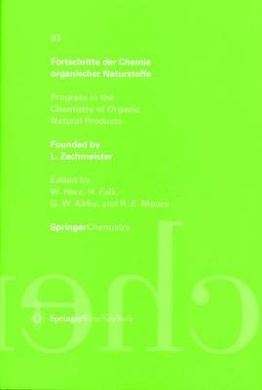 Fortschritte der Chemie
organischer Naturstoffe
Progress in the
Chemistry of Organic
Natural Products
Founded by
L. Zechmeister
Edited by
W. Herz, H. Falk,
G. W. Kirby, and R. E. Moore
SpringerChemistry
SpringerWienNewYork